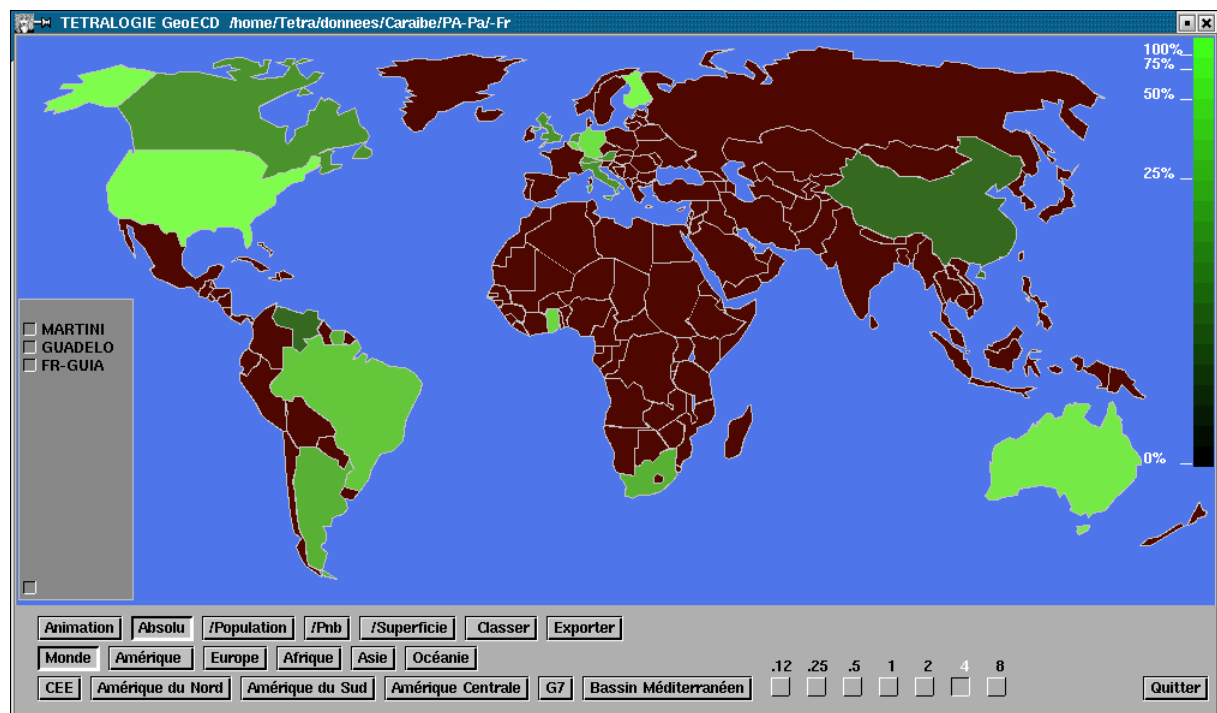 TETRALOGIE GeoECD /home/Tetra/donnees/Caraibe/PA-Pa/-Fr
100%
75%
50%
25%
0%
MARTINI
GUADELO
FR-GUIA
Animation Absolu /Population /Pnb /Superficie Classer Exporter
Monde Amérique Europe Afrique Asie Océanie
.12 .25 .5 1 2 4 8
CEE Amérique du Nord Amérique du Sud Amérique Centrale G7 Bassin Méditerranéen Quitter